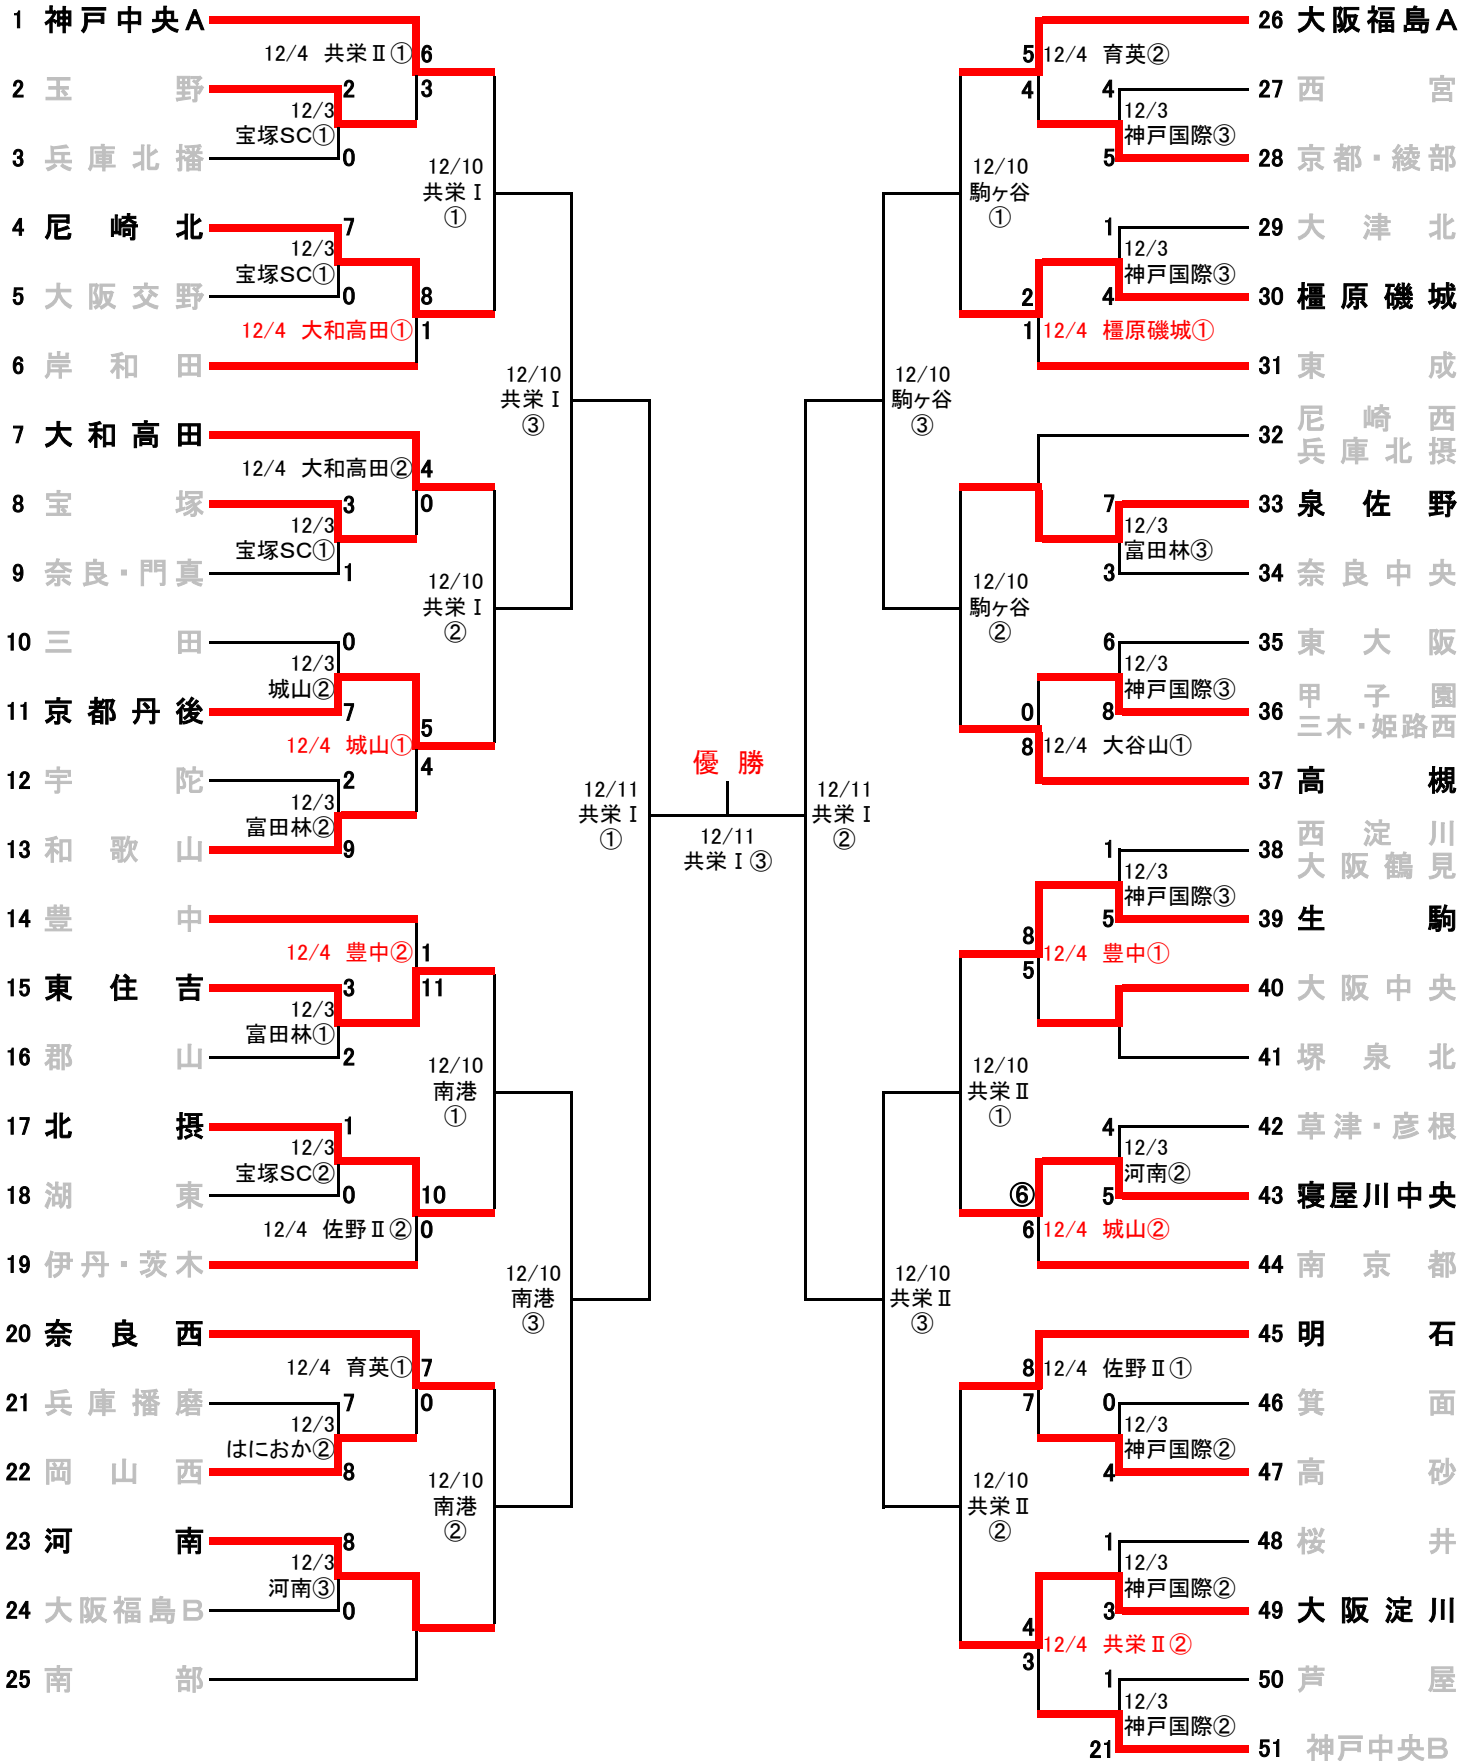 1 神戸中央A
12/4 共栄Ⅱ① 6
3
2 玉野 2
12/3
宝塚SC①
3 兵庫北播 0
12/10
共栄Ⅰ
①
4 尼崎北 7
12/3
宝塚SC①
5 大阪交野 0
8
12/4 大和高田① 1
6 岸和田
12/10
共栄Ⅰ
③
7 大和高田
12/4 大和高田② 4
0
8 宝塚 3
12/3
宝塚SC①
9 奈良・門真 1
12/10
共栄Ⅰ
②
10 三田 0
12/3
城山②
11 京都丹後 7
5
12/4 城山①
4
12 宇陀 2
12/3
富田林②
13 和歌山 9
12/11
共栄Ⅰ
①
14 豊中
12/4 豊中② 1
11
15 東住吉 3
12/3
富田林①
16 郡山 2
12/10
南港
①
17 北摂 1
12/3
宝塚SC②
18 湖東 0
10
12/4 佐野Ⅱ② 0
19 伊丹・茨木
12/10
南港
③
20 奈良西
12/4 育英① 7
0
21 兵庫播磨 7
12/3
はにおか②
22 岡山西 8
12/10
南港
②
23 河南 8
12/3
河南③
24 大阪福島B 0
25 南部
優勝
12/11
共栄Ⅰ③
26 大阪福島A
5 12/4 育英②
4
4 27 西宮
12/3
神戸国際③
5 28 京都・綾部
12/10
駒ヶ谷
①
1 29 大津北
12/3
神戸国際③
4 30 橿原磯城
2
1 12/4 橿原磯城①
31 東成
12/10
駒ヶ谷
③
32 尼崎西
兵庫北摂
7 33 泉佐野
12/3
富田林③
3 34 奈良中央
12/10
駒ヶ谷
②
6 35 東大阪
12/3
神戸国際③
8 36 甲子園
三木・姫路西
0
8 12/4 大谷山①
37 高槻
12/11
共栄Ⅰ
②
1 38 西淀川
大阪鶴見
12/3
神戸国際③
5 39 生駒
8
5 12/4 豊中①
40 大阪中央
41 堺泉北
12/10
共栄Ⅱ
①
4 42 草津・彦根
12/3
河南②
5 43 寝屋川中央
⑥
6 12/4 城山②
44 南京都
12/10
共栄Ⅱ
③
45 明石
8 12/4 佐野Ⅱ①
7
0 46 箕面
12/3
神戸国際②
4 47 高砂
12/10
共栄Ⅱ
②
1 48 桜井
12/3
神戸国際②
3 49 大阪淀川
4
12/4 共栄Ⅱ②
3
1 50 芦屋
12/3
神戸国際②
21 51 神戸中央B